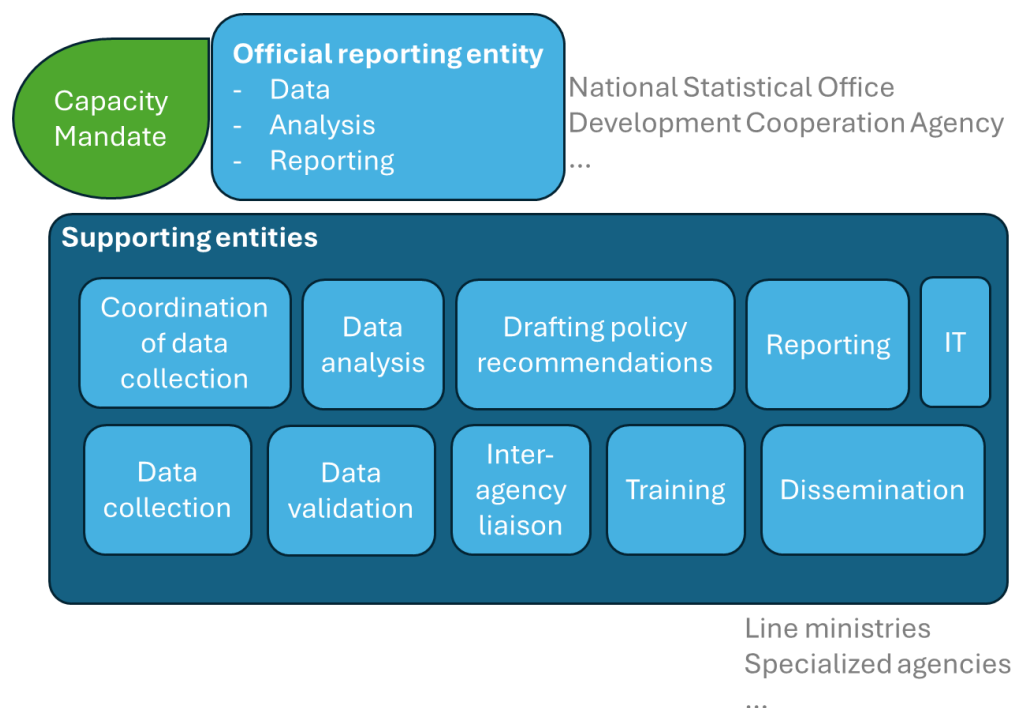 Capacity
Mandate
Official reporting entity
- Data
- Analysis
- Reporting
National Statistical Office
Development Cooperation Agency
...
Supporting entities
Coordination
of data
collection
Data
analysis
Drafting policy
recommendations
Reporting
IT
Data
collection
Data
validation
Inter-
agency
liaison
Training
Dissemination
Line ministries
Specialized agencies
...